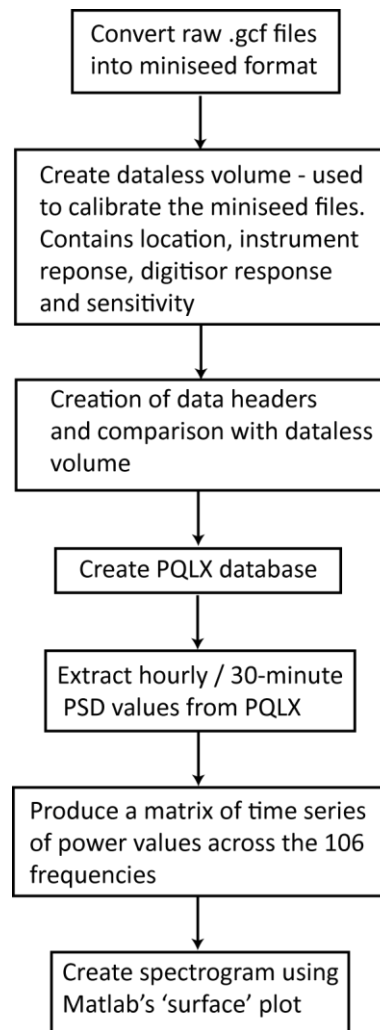 Convert raw .gcf files
into miniseed format
Create dataless volume - used
to calibrate the miniseed files.
Contains location, instrument
reponse, digitisor response
and sensitivity
Creation of data headers
and comparison with dataless
volume
Create PQLX database
Extract hourly / 30-minute
PSD values from PQLX
Produce a matrix of time series
of power values across the 106
frequencies
Create spectrogram using
Matlab's ‘surface’ plot